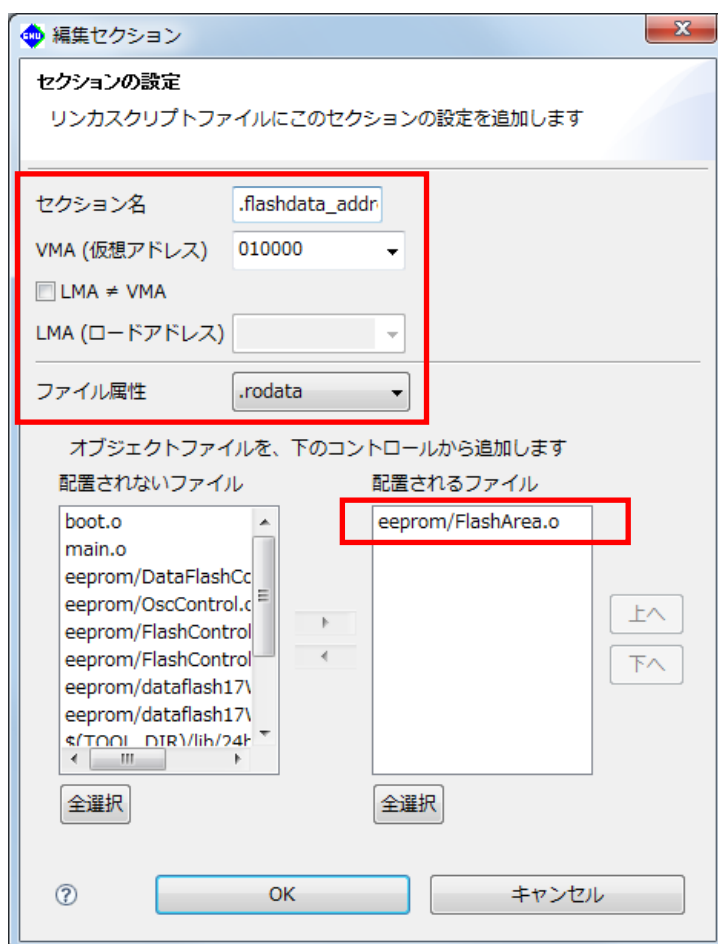 GNU 編集セクション
セクションの設定
リンカスクリプトファイルにこのセクションの設定を追加します
セクション名 .flashdata_addr
VMA (仮想アドレス) 010000
LMA ≠ VMA
LMA (ロードアドレス)
ファイル属性 .rodata
オブジェクトファイルを、下のコントロールから追加します
配置されないファイル 配置されるファイル
boot.o eeprom/FlashArea.o
main.o
eeprom/DataFlashCc
eeprom/OscControl.c
eeprom/FlashControl
eeprom/FlashControl
eeprom/dataflash17\
eeprom/dataflash17\
$(TOOL_DIR)/lib/24b
上へ
下へ
全選択 全選択
? OK キャンセル